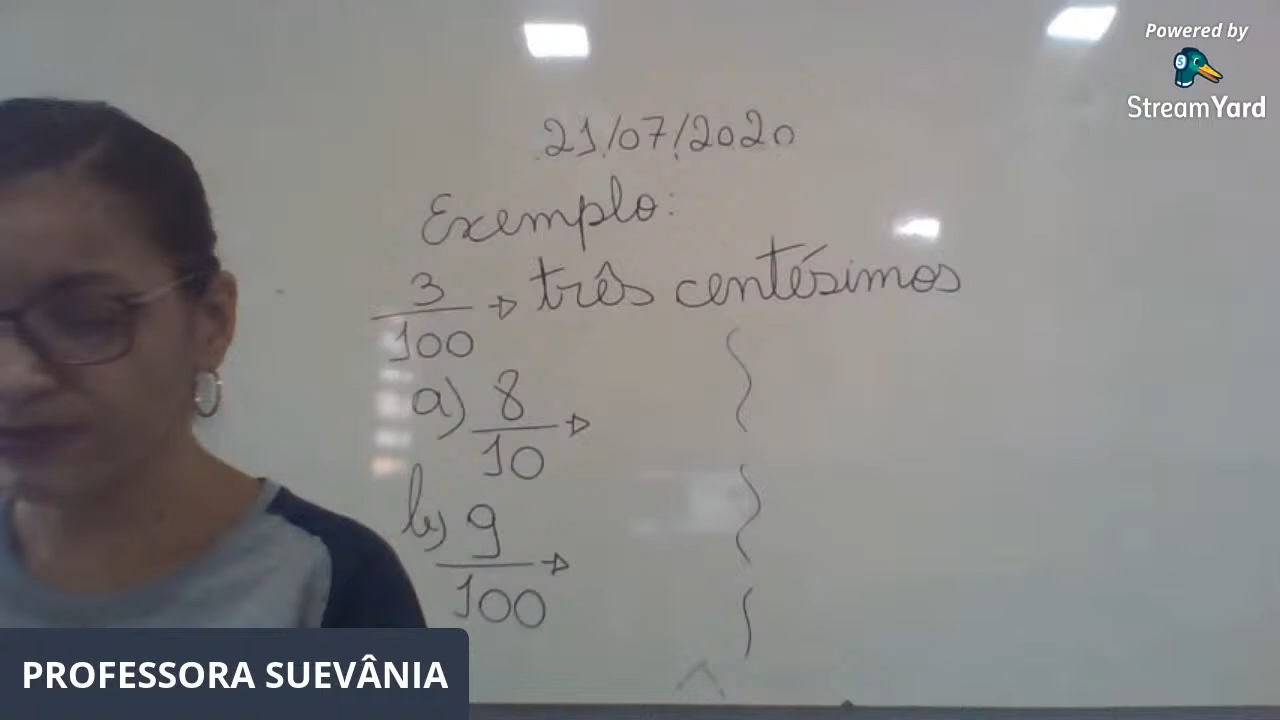 Powered by
StreamYard
21/07/2020
Exemplo:
3/100 → três centésimos
a) 8/10 →
b) 9/100 →
PROFESSORA SUEVÂNIA